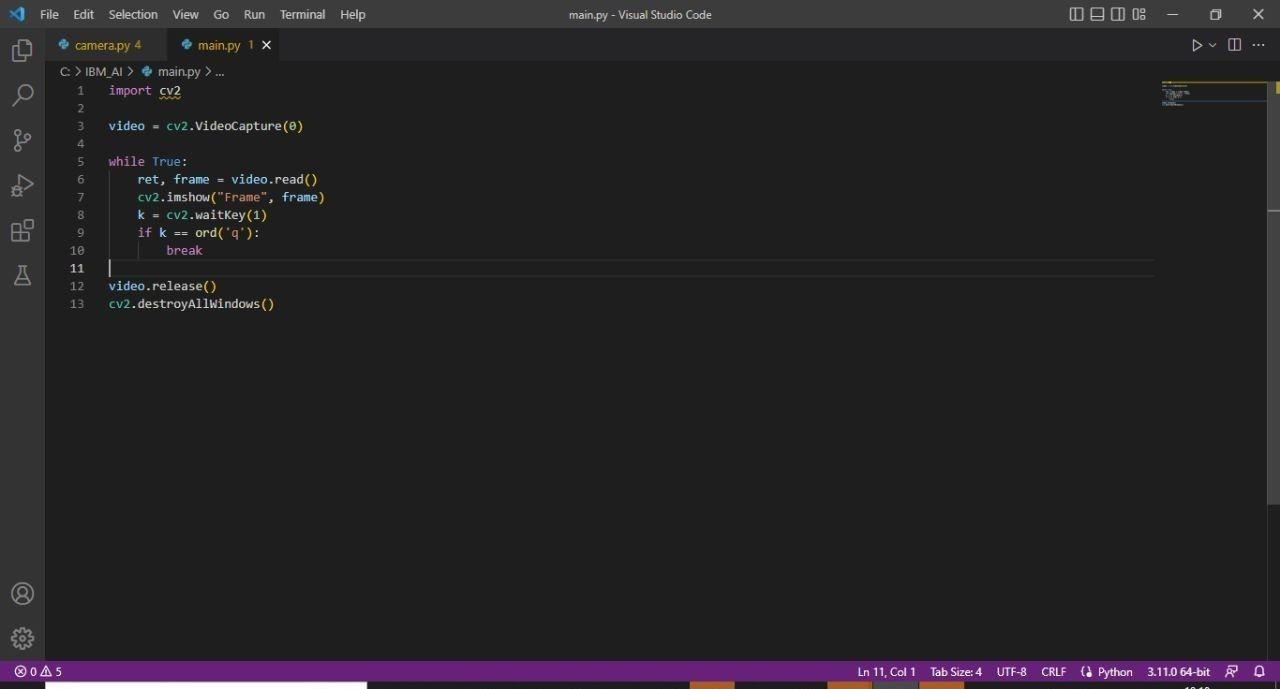 File Edit Selection View Go Run Terminal Help main.py - Visual Studio Code
camera.py 4 main.py 1
C: > IBM_AI > main.py > ...
1 import cv2
2
3 video = cv2.VideoCapture(0)
4
5 while True:
6 ret, frame = video.read()
7 cv2.imshow("Frame", frame)
8 k = cv2.waitKey(1)
9 if k == ord('q'):
10 break
11
12 video.release()
13 cv2.destroyAllWindows()
0 5 Ln 11, Col 1 Tab Size: 4 UTF-8 CRLF Python 3.11.0 64-bit